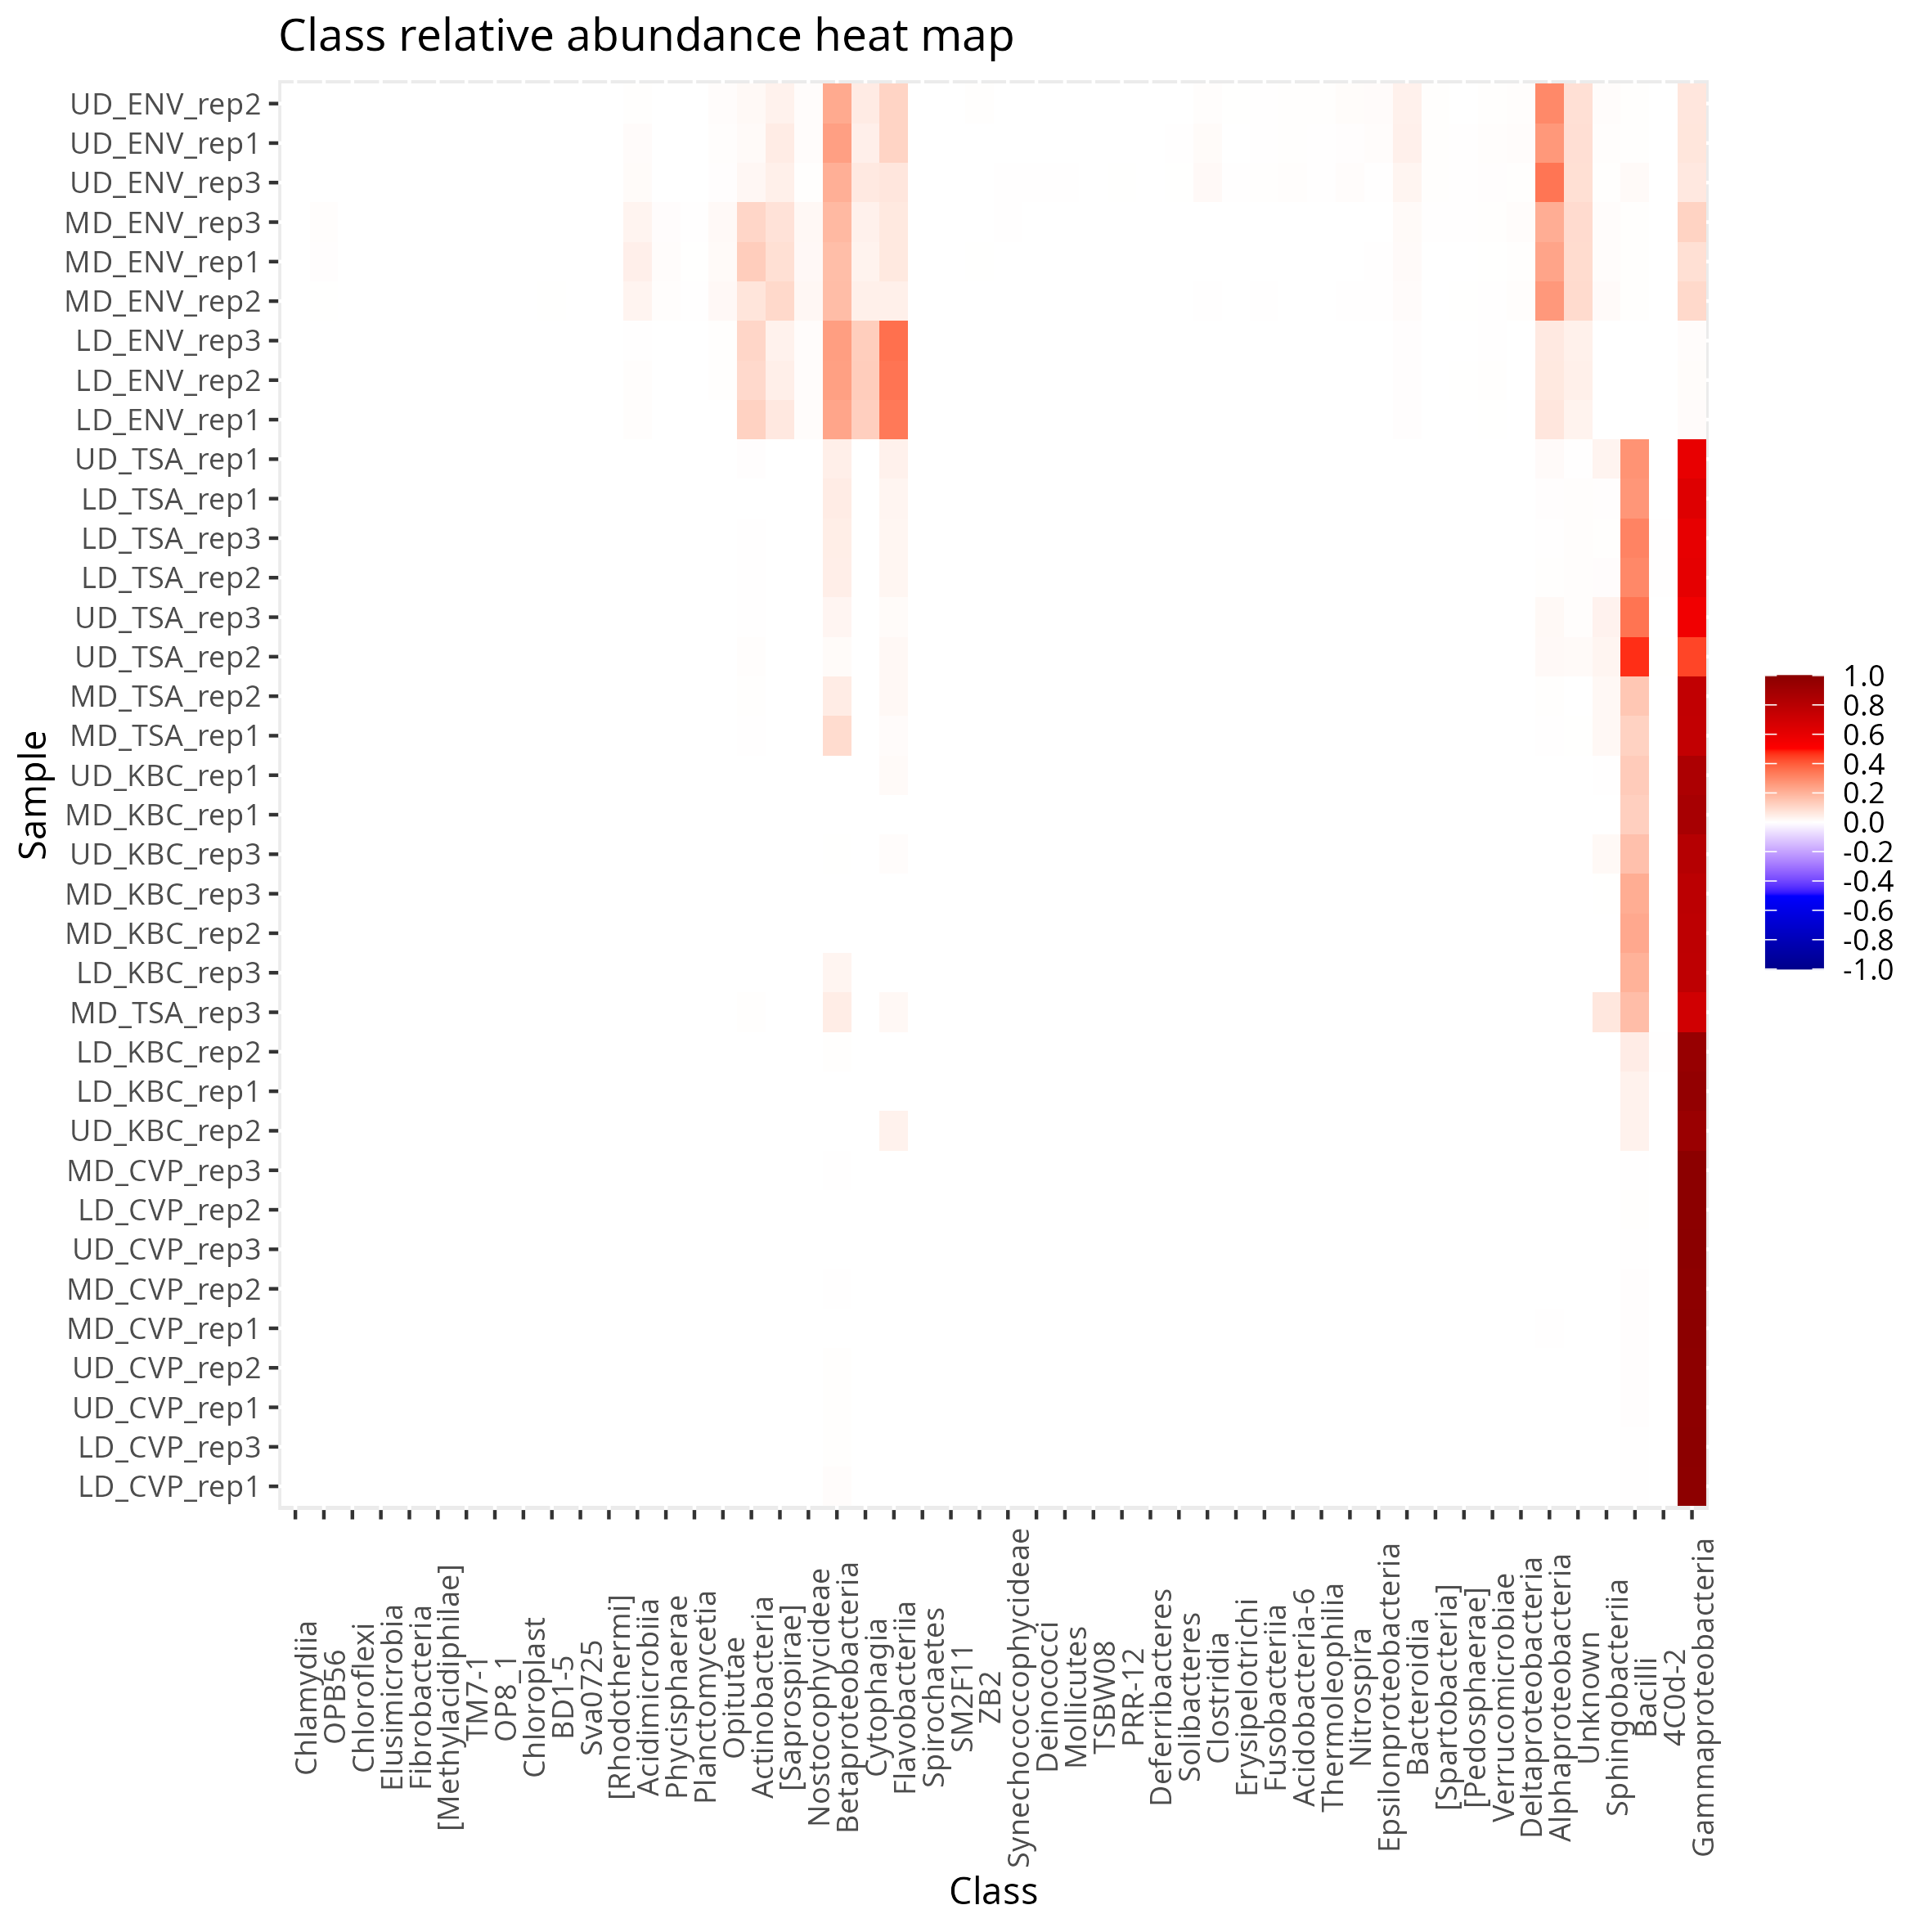 Class relative abundance heat map
Sample
UD_ENV_rep2
UD_ENV_rep1
UD_ENV_rep3
MD_ENV_rep3
MD_ENV_rep1
MD_ENV_rep2
LD_ENV_rep3
LD_ENV_rep2
LD_ENV_rep1
UD_TSA_rep1
LD_TSA_rep1
LD_TSA_rep3
LD_TSA_rep2
UD_TSA_rep3
UD_TSA_rep2
MD_TSA_rep2
MD_TSA_rep1
UD_KBC_rep1
MD_KBC_rep1
UD_KBC_rep3
MD_KBC_rep3
MD_KBC_rep2
LD_KBC_rep3
MD_TSA_rep3
LD_KBC_rep2
LD_KBC_rep1
UD_KBC_rep2
MD_CVP_rep3
LD_CVP_rep2
UD_CVP_rep3
MD_CVP_rep2
MD_CVP_rep1
UD_CVP_rep2
UD_CVP_rep1
LD_CVP_rep3
LD_CVP_rep1
Chlamydiia
OPB56
Chloroflexi
Elusimicrobia
Fibrobacteria
[Methylacidiphilae]
TM7-1
OP8_1
Chloroplast
BD1-5
Sva0725
[Rhodothermi]
Acidimicrobiia
Phycisphaerae
Planctomycetia
Opitutae
Actinobacteria
[Saprospirae]
Nostocophycideae
Betaproteobacteria
Cytophagia
Flavobacteriia
Spirochaetes
SM2F11
ZB2
Synechococcophycideae
Deinococci
Mollicutes
TSBW08
PRR-12
Deferribacteres
Solibacteres
Clostridia
Erysipelotrichi
Fusobacteriia
Acidobacteria-6
Thermoleophilia
Nitrospira
Epsilonproteobacteria
Bacteroidia
[Spartobacteria]
[Pedosphaerae]
Verrucomicrobiae
Deltaproteobacteria
Alphaproteobacteria
Unknown
Sphingobacteriia
Bacilli
4C0d-2
Gammaproteobacteria
Class
1.0
0.8
0.6
0.4
0.2
0.0
-0.2
-0.4
-0.6
-0.8
-1.0